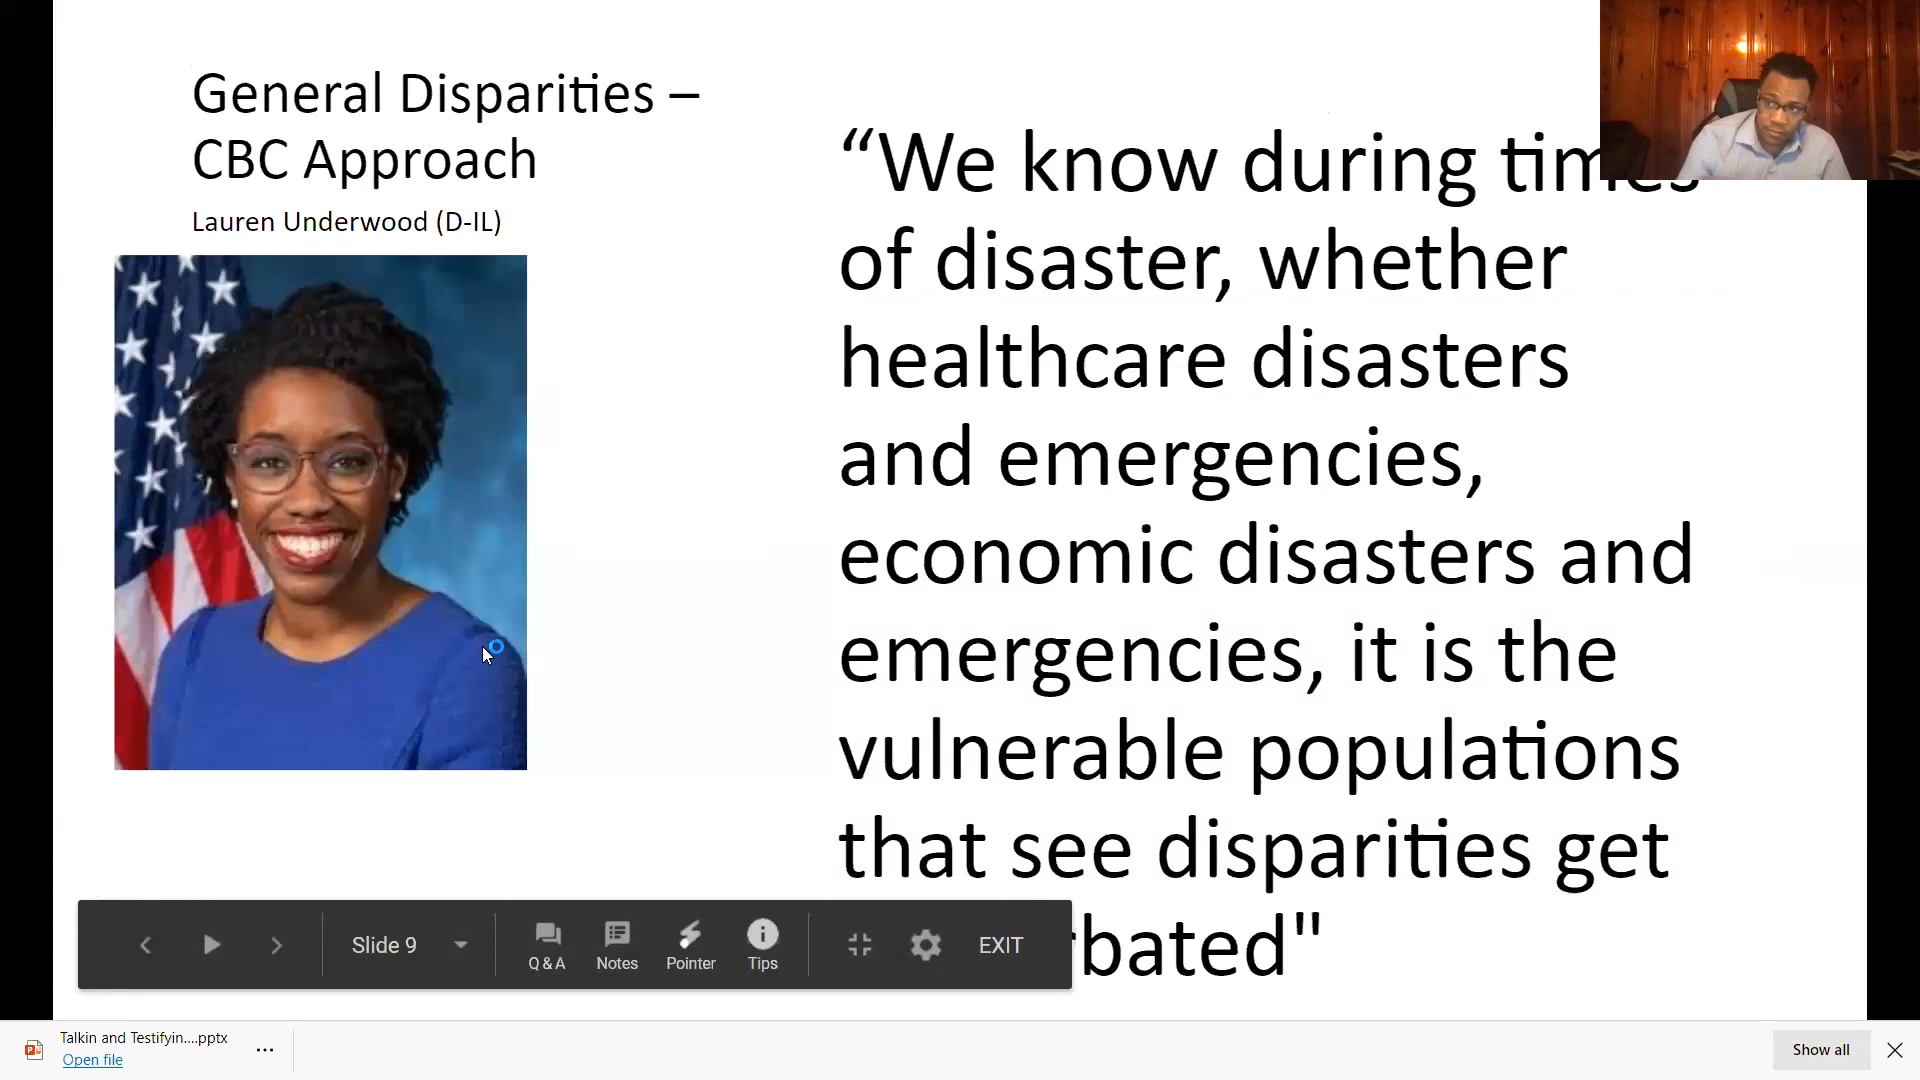 General Disparities –
CBC Approach
Lauren Underwood (D-IL)
“We know during times
of disaster, whether
healthcare disasters
and emergencies,
economic disasters and
emergencies, it is the
vulnerable populations
that see disparities get
rbated"
Slide 9
Q & A
Notes
Pointer
Tips
EXIT
Talkin and Testifyin....pptx
Open file
Show all